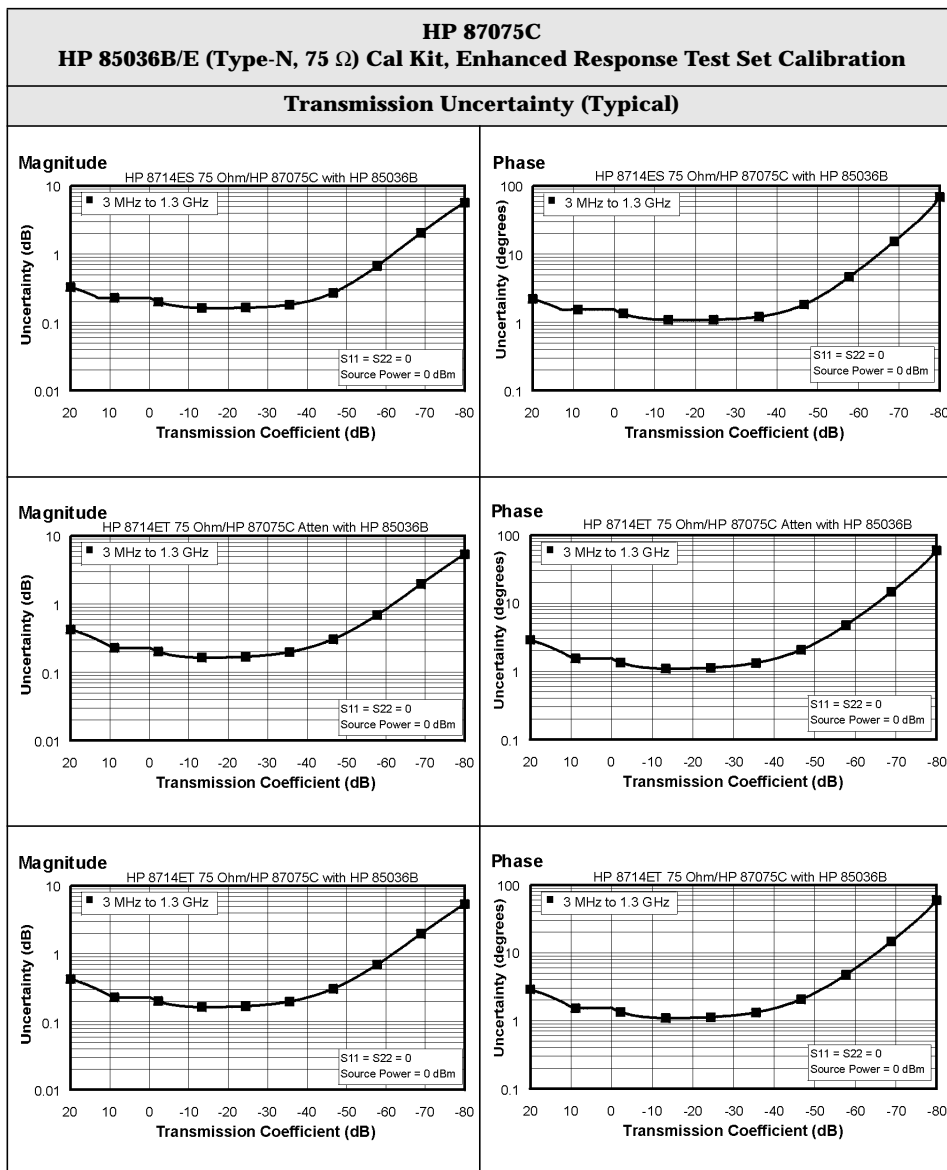 HP 87075C
HP 85036B/E (Type-N, 75 Ω) Cal Kit, Enhanced Response Test Set Calibration
Transmission Uncertainty (Typical)
Magnitude
HP 8714ES 75 Ohm/HP 87075C with HP 85036B
3 MHz to 1.3 GHz
Uncertainty (dB)
10
1
0.1
0.01
S11 = S22 = 0
Source Power = 0 dBm
20 10 0 -10 -20 -30 -40 -50 -60 -70 -80
Transmission Coefficient (dB)
Phase
HP 8714ES 75 Ohm/HP 87075C with HP 85036B
3 MHz to 1.3 GHz
Uncertainty (degrees)
100
10
1
0.1
S11 = S22 = 0
Source Power = 0 dBm
20 10 0 -10 -20 -30 -40 -50 -60 -70 -80
Transmission Coefficient (dB)
Magnitude
HP 8714ET 75 Ohm/HP 87075C Atten with HP 85036B
3 MHz to 1.3 GHz
Uncertainty (dB)
10
1
0.1
0.01
S11 = S22 = 0
Source Power = 0 dBm
20 10 0 -10 -20 -30 -40 -50 -60 -70 -80
Transmission Coefficient (dB)
Phase
HP 8714ET 75 Ohm/HP 87075C Atten with HP 85036B
3 MHz to 1.3 GHz
Uncertainty (degrees)
100
10
1
0.1
S11 = S22 = 0
Source Power = 0 dBm
20 10 0 -10 -20 -30 -40 -50 -60 -70 -80
Transmission Coefficient (dB)
Magnitude
HP 8714ET 75 Ohm/HP 87075C with HP 85036B
3 MHz to 1.3 GHz
Uncertainty (dB)
10
1
0.1
0.01
S11 = S22 = 0
Source Power = 0 dBm
20 10 0 -10 -20 -30 -40 -50 -60 -70 -80
Transmission Coefficient (dB)
Phase
HP 8714ET 75 Ohm/HP 87075C with HP 85036B
3 MHz to 1.3 GHz
Uncertainty (degrees)
100
10
1
0.1
S11 = S22 = 0
Source Power = 0 dBm
20 10 0 -10 -20 -30 -40 -50 -60 -70 -80
Transmission Coefficient (dB)